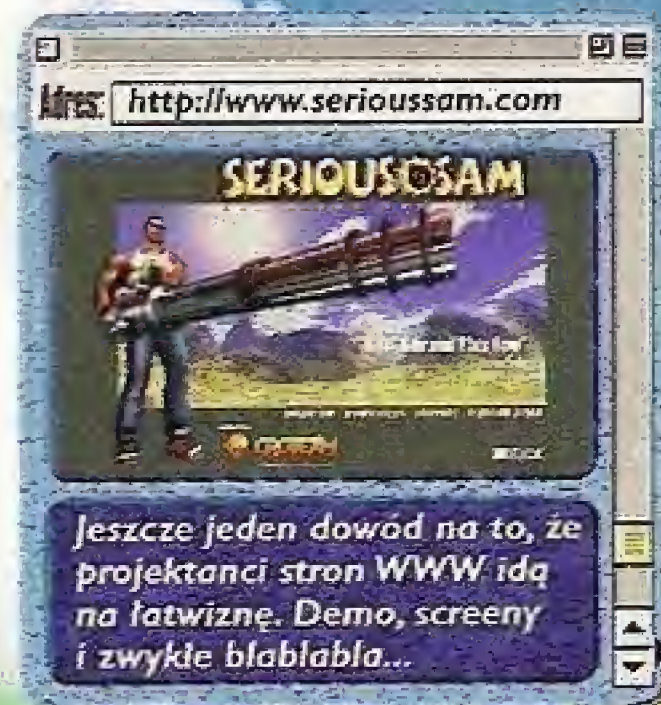 Adres: http://www.serioussam.com
SERIOUS SAM
CROTEAM
Jeszcze jeden dowód na to, że
projektanci stron WWW idą
na łatwiznę. Demo, screeny
i zwykłe blablabla...